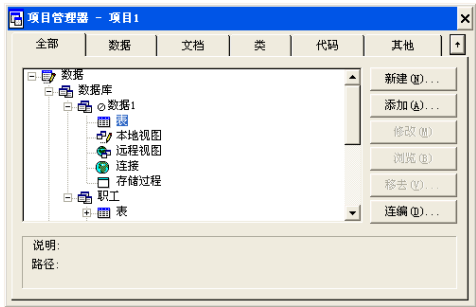 项目管理器 - 项目1
全部 数据 文档 类 代码 其他
数据
数据库
数据1
表
本地视图
远程视图
连接
存储过程
职工
表
新建(N)...
添加(A)...
修改(M)
浏览(B)
移去(V)...
连编(D)...
说明:
路径: